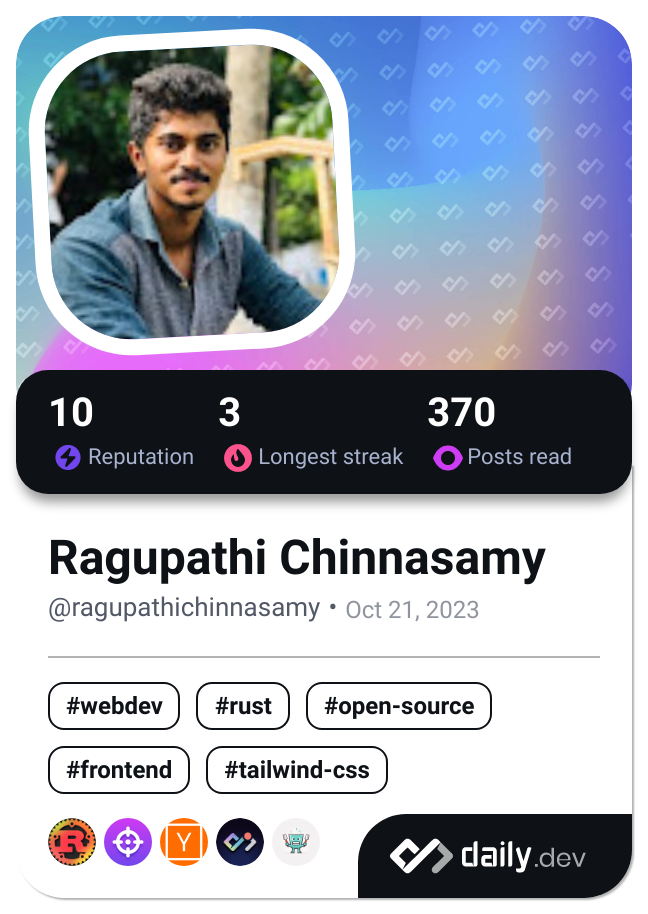 10 3 370
Reputation Longest streak Posts read
Ragupathi Chinnasamy
@ragupathichinnasamy • Oct 21, 2023
#webdev #rust #open-source
#frontend #tailwind-css
R Y daily.dev